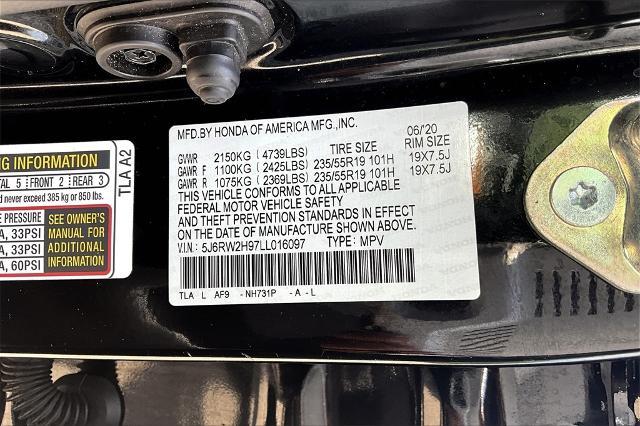 MFD.BY HONDA OF AMERICA MFG.,INC.
GVWR 2150KG ( 4739LBS) TIRE SIZE 06/'20 RIM SIZE
GAWR F 1100KG ( 2425LBS) 235/55R19 101H 19X7.5J
GAWR R 1075KG ( 2369LBS) 235/55R19 101H 19X7.5J
THIS VEHICLE CONFORMS TO ALL APPLICABLE
FEDERAL MOTOR VEHICLE SAFETY
AND THEFT PREVENTION STANDARDS IN EFFECT
ON THE DATE OF MANUFACTURE SHOWN ABOVE.
V.I.N: 5J6RW2H97LL016097 TYPE: MPV
TLA L AF9 - NH731P - A - L
INFORMATION
5 FRONT 2 REAR 3
never exceed 385 kg or 850 lbs.
PRESSURE
33PSI
33PSI
60PSI
SEE OWNER'S
MANUAL FOR
ADDITIONAL
INFORMATION
TLA A2